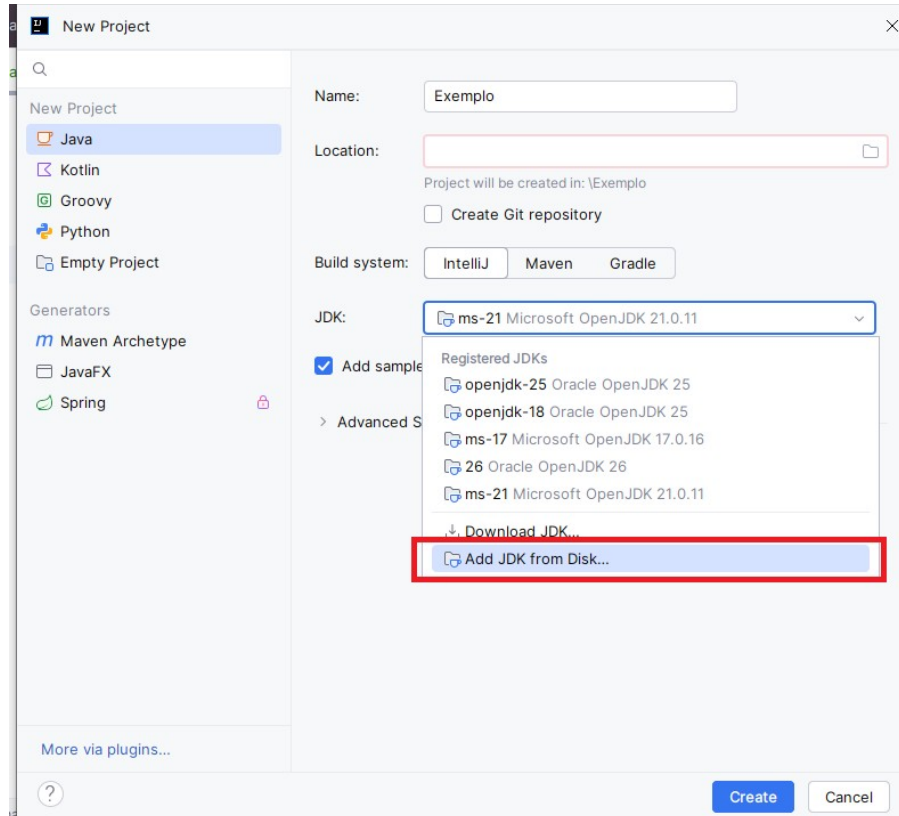 New Project
New Project
Java
Kotlin
Groovy
Python
Empty Project
Generators
Maven Archetype
JavaFX
Spring
More via plugins...
Name: Exemplo
Location:
Project will be created in: \Exemplo
Create Git repository
Build system: IntelliJ Maven Gradle
JDK: ms-21 Microsoft OpenJDK 21.0.11
Add sample
Advanced S
Registered JDKs
openjdk-25 Oracle OpenJDK 25
openjdk-18 Oracle OpenJDK 25
ms-17 Microsoft OpenJDK 17.0.16
26 Oracle OpenJDK 26
ms-21 Microsoft OpenJDK 21.0.11
Download JDK...
Add JDK from Disk...
? Create Cancel